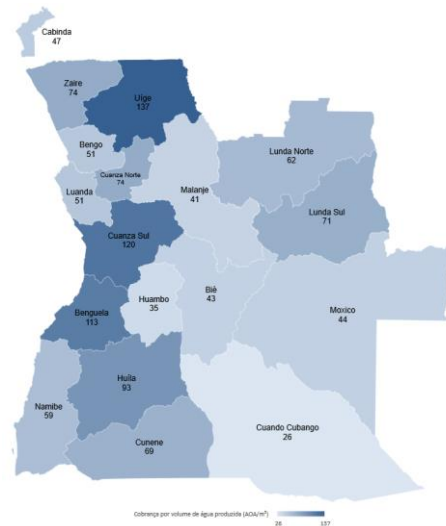 Cabinda
47
Zaire
74
Uíge
137
Bengo
51
Cuanza Norte
74
Luanda
51
Malanje
41
Lunda Norte
62
Lunda Sul
71
Cuanza Sul
120
Huambo
35
Bié
43
Moxico
44
Benguela
113
Huíla
93
Namibe
59
Cunene
69
Cuando Cubango
26
Cobrança por volume de água produzida (AOA/m³)
26 137